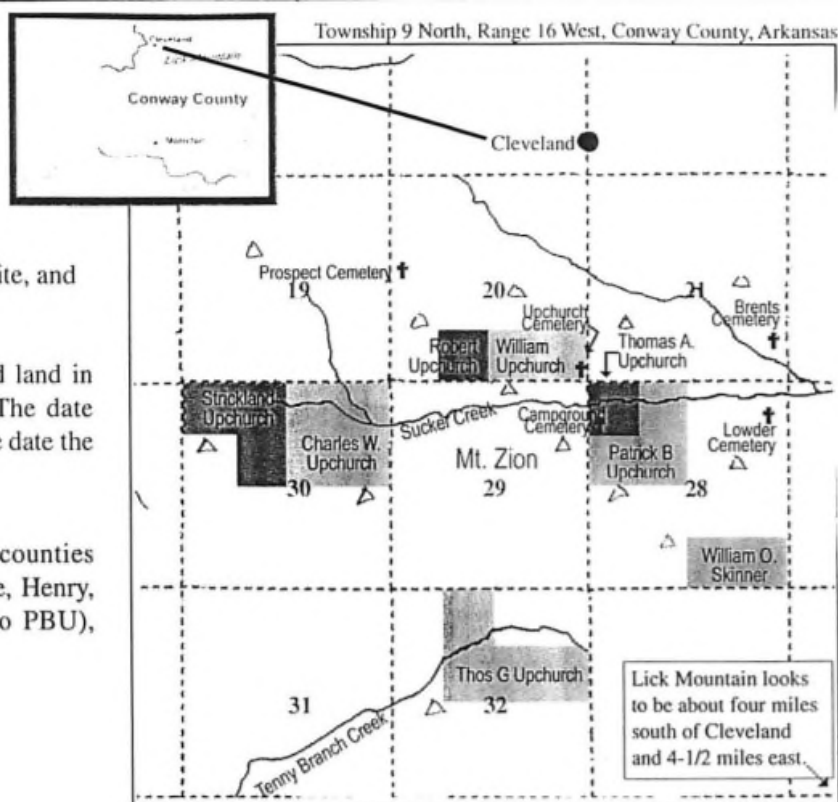 Township 9 North, Range 16 West, Conway County, Arkansas
Cleveland
Conway County
Cleveland
ite, and
d land in
The date
e date the
counties
e, Henry,
o PBU),
Prospect Cemetery
19
20
21
Upchurch
Cemetery
Brents
Cemetery
Robert
Upchurch
William
Upchurch
Thomas A.
Upchurch
Strickland
Upchurch
Sucker Creek
Campground
Cemetery
Lowder
Cemetery
Charles W.
Upchurch
Mt. Zion
Patrick B
Upchurch
30
29
28
William O.
Skinner
Thos G Upchurch
31
32
Tenny Branch Creek
Lick Mountain looks
to be about four miles
south of Cleveland
and 4-1/2 miles east.